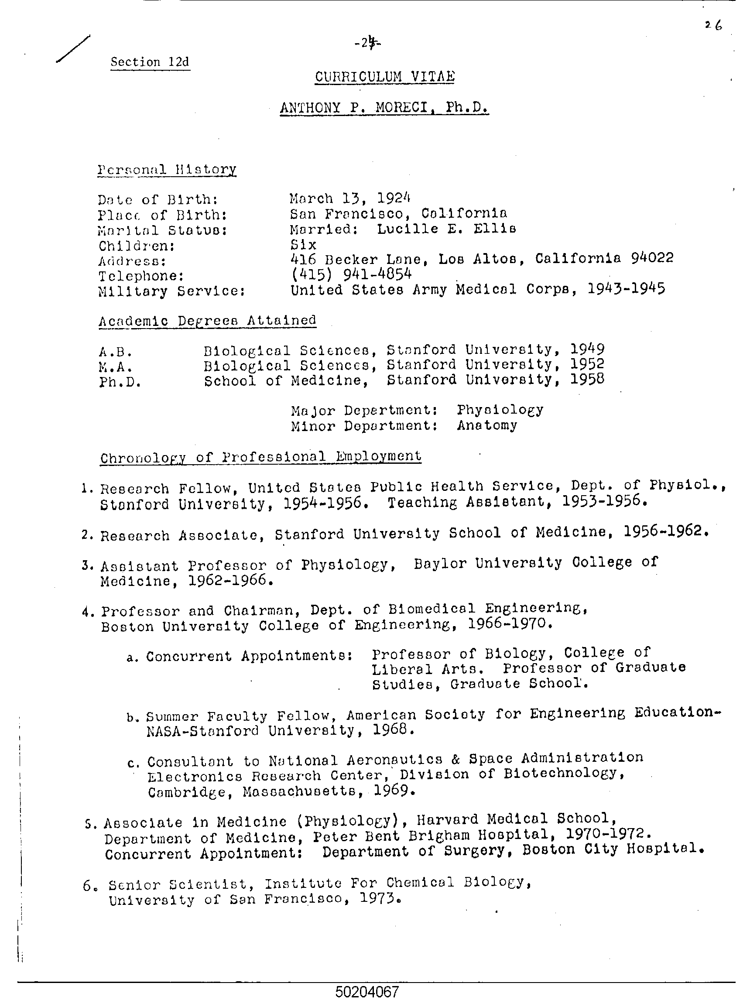 26
Section 12d
CURRICULUM VITAE
ANTHONY P. MORECI, Ph.D.
Personal History
Date of Birth: March 13, 1924
Place of Birth: San Francisco, California
Marital Status: Married: Lucille E. Ellis
Children: Six
Address: 416 Becker Lane, Los Altos, California 94022
Telephone: (415) 941-4854
Military Service: United States Army Medical Corps, 1943-1945
Academic Degrees Attained
A.B. Biological Sciences, Stanford University, 1949
M.A. Biological Sciences, Stanford University, 1952
Ph.D. School of Medicine, Stanford University, 1958
Major Department: Physiology
Minor Department: Anatomy
Chronology of Professional Employment
1. Research Fellow, United States Public Health Service, Dept. of Physiol.,
Stanford University, 1954-1956. Teaching Assistant, 1953-1956.
2. Research Associate, Stanford University School of Medicine, 1956-1962.
3. Assistant Professor of Physiology, Baylor University College of
Medicine, 1962-1966.
4. Professor and Chairman, Dept. of Biomedical Engineering,
Boston University College of Engineering, 1966-1970.
a. Concurrent Appointments: Professor of Biology, College of
Liberal Arts. Professor of Graduate
Studies, Graduate School.
b. Summer Faculty Fellow, American Society for Engineering Education-
NASA-Stanford University, 1968.
c. Consultant to National Aeronautics & Space Administration
Electronics Research Center, Division of Biotechnology,
Cambridge, Massachusetts, 1969.
5. Associate in Medicine (Physiology), Harvard Medical School,
Department of Medicine, Peter Bent Brigham Hospital, 1970-1972.
Concurrent Appointment: Department of Surgery, Boston City Hospital.
6. Senior Scientist, Institute For Chemical Biology,
University of San Francisco, 1973.
50204067